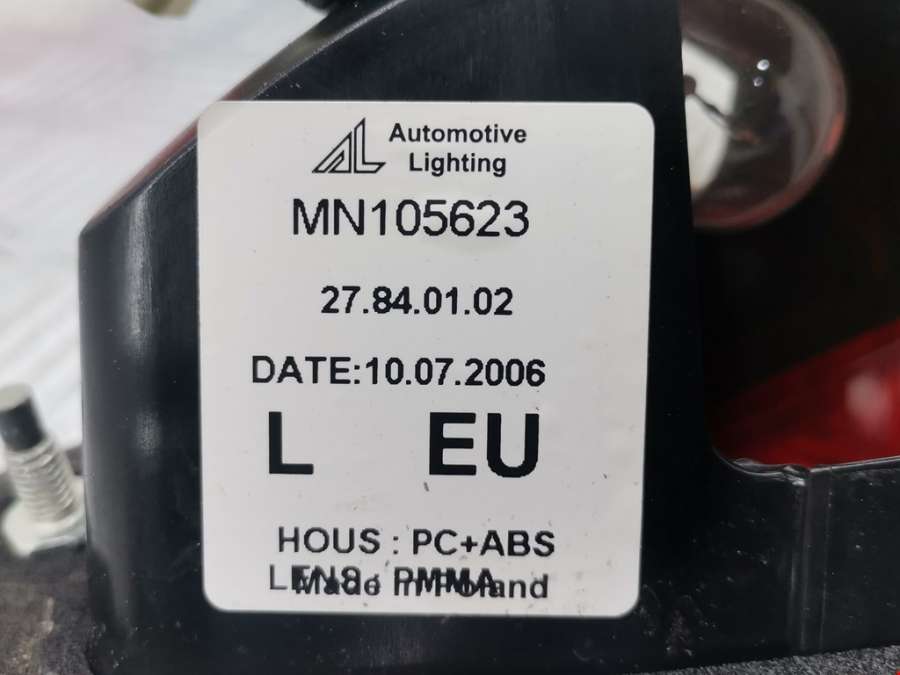 AL Automotive
Lighting
MN105623
27.84.01.02
DATE:10.07.2006
L EU
HOUS : PC+ABS
LENS : PMMA
Made in Poland